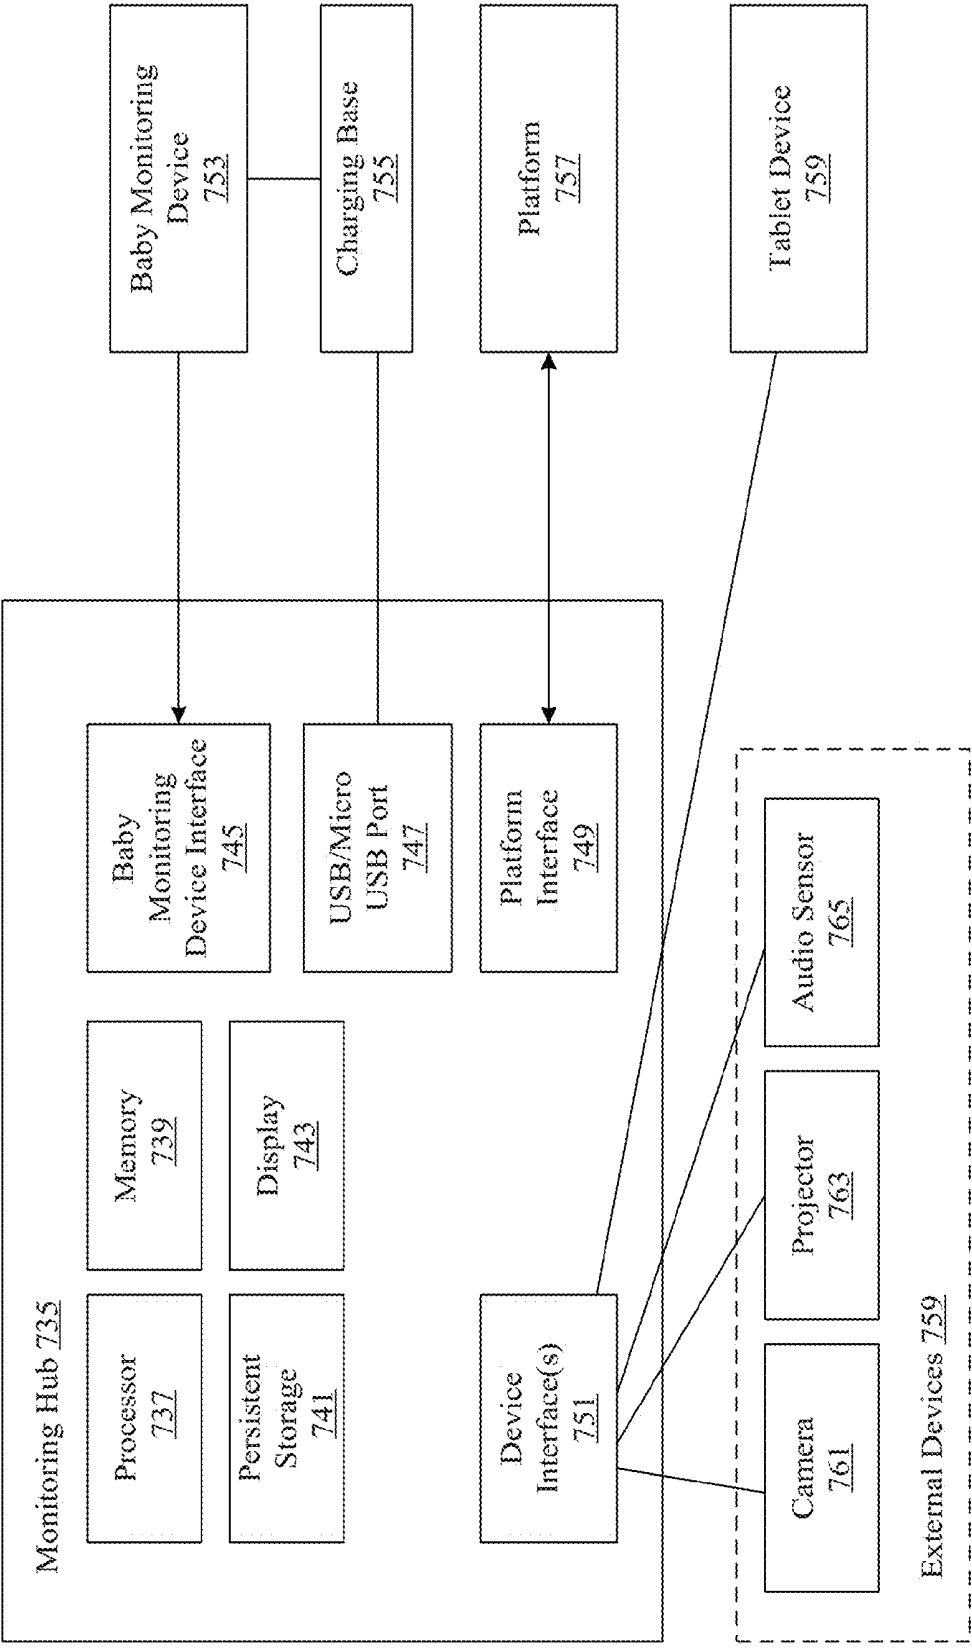 Monitoring Hub 735
Processor
737
Memory
739
Baby
Monitoring
Device Interface
745
Baby Monitoring
Device
753
Persistent
Storage
741
Display
743
USB/Micro
USB Port
747
Charging Base
755
Device
Interface(s)
751
Platform
Interface
749
Platform
757
Tablet Device
759
Camera
761
Projector
763
Audio Sensor
765
External Devices 759